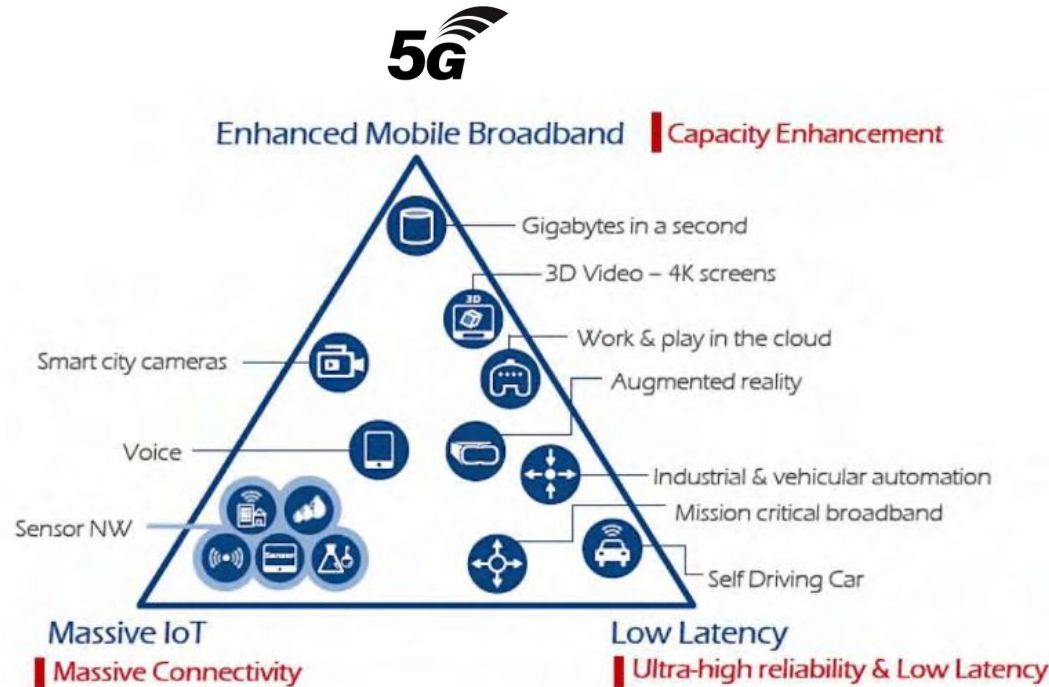 5G
Enhanced Mobile Broadband
Capacity Enhancement
Gigabytes in a second
3D Video – 4K screens
3D
Work & play in the cloud
Smart city cameras
Augmented reality
Voice
Industrial & vehicular automation
Mission critical broadband
Sensor NW
Sensor
Self Driving Car
Massive IoT
Low Latency
Massive Connectivity
Ultra-high reliability & Low Latency